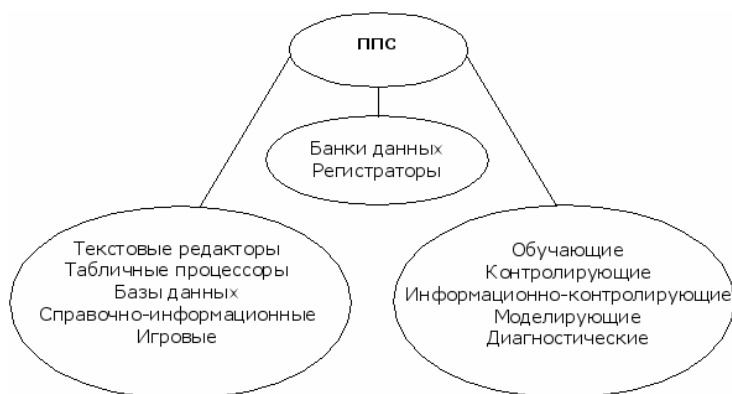 ППС
Банки данных
Регистраторы
Текстовые редакторы
Табличные процессоры
Базы данных
Справочно-информационные
Игровые
Обучающие
Контролирующие
Информационно-контролирующие
Моделирующие
Диагностические